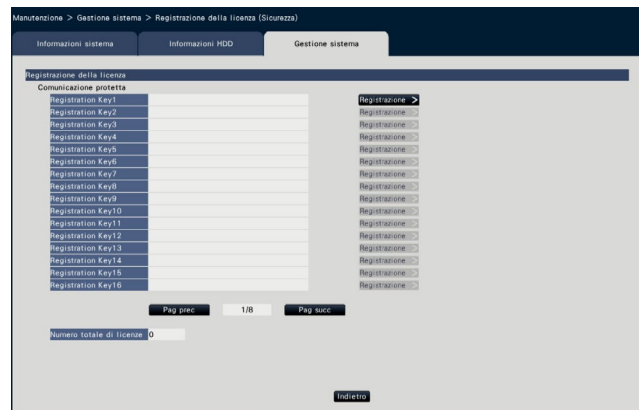 Manutenzione > Gestione sistema > Registrazione della licenza (Sicurezza)
Informazioni sistema Informazioni HDD Gestione sistema
Registrazione della licenza
Comunicazione protetta
Registration Key1 Registrazione >
Registration Key2 Registrazione >
Registration Key3 Registrazione >
Registration Key4 Registrazione >
Registration Key5 Registrazione >
Registration Key6 Registrazione >
Registration Key7 Registrazione >
Registration Key8 Registrazione >
Registration Key9 Registrazione >
Registration Key10 Registrazione >
Registration Key11 Registrazione >
Registration Key12 Registrazione >
Registration Key13 Registrazione >
Registration Key14 Registrazione >
Registration Key15 Registrazione >
Registration Key16 Registrazione >
Pag prec 1/8 Pag succ
Numero totale di licenze 0
Indietro